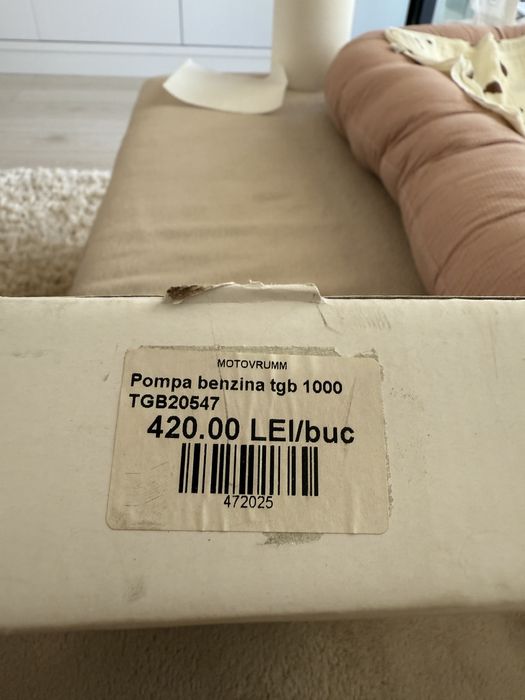 MOTOVRUMM
Pompa benzina tgb 1000
TGB20547
420.00 LEI/buc
472025